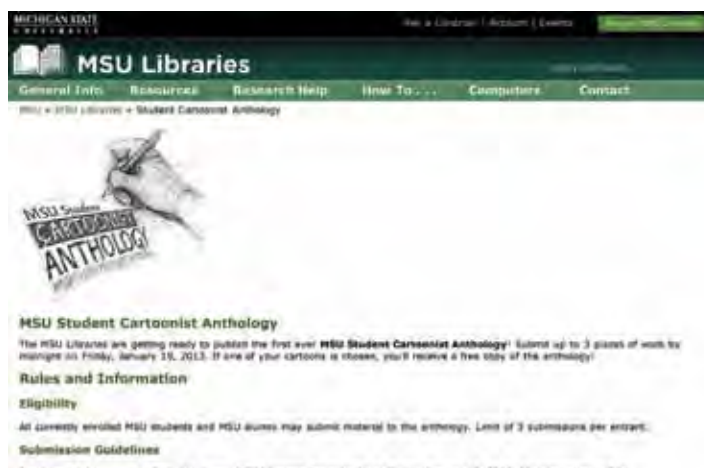 MICHIGAN STATE
UNIVERSITY
Ask a Librarian | Account | Events
MSU Libraries
General Info Resources Research Help How To . . . Computers Contact
MSU » MSU Libraries » Student Cartoonist Anthology
MSU Student
CARTOONIST
ANTHOLOGY
MSU Student Cartoonist Anthology
The MSU Libraries are getting ready to publish the first ever MSU Student Cartoonist Anthology! Submit up to 3 pieces of work by
midnight on Friday, January 2013. If one of your cartoons is chosen, you'll receive a free copy of the anthology!
Rules and Information
Eligibility
All currently enrolled MSU students and MSU alumni may submit material to the anthology. Limit of 3 submissions per entrant.
Submission Guidelines